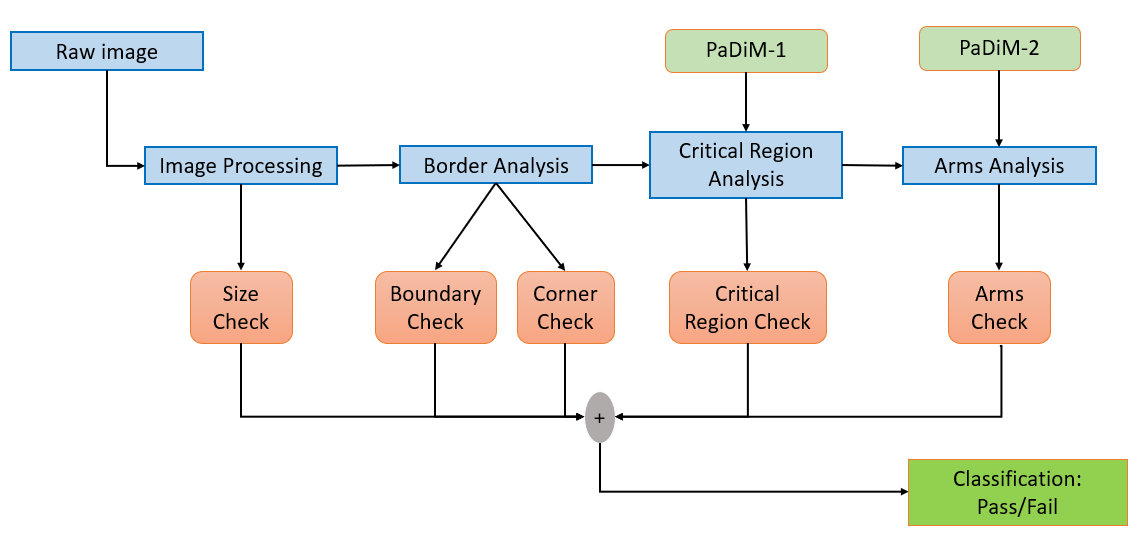 Raw image
PaDiM-1
PaDiM-2
Image Processing
Border Analysis
Critical Region
Analysis
Arms Analysis
Size
Check
Boundary
Check
Corner
Check
Critical
Region Check
Arms
Check
+
Classification:
Pass/Fail